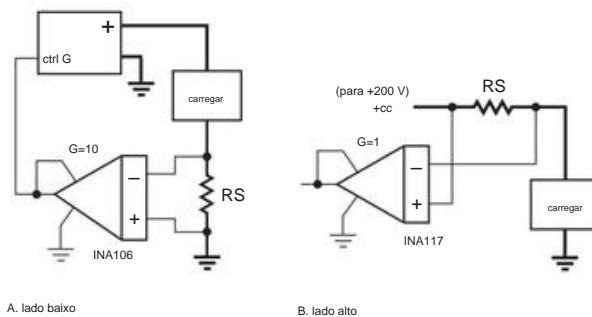 +
ctrl G
carregar
G=10
−
+
RS
INA106
A. lado baixo
(para +200 V)
+cc
RS
G=1
−
+
INA117
carregar
B. lado alto